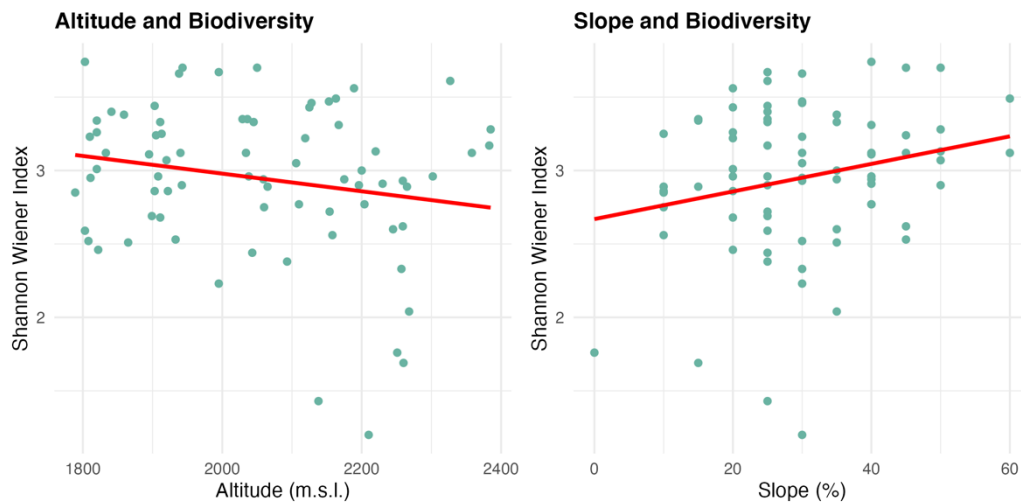 Altitude and Biodiversity
Shannon Wiener Index
3
2
1800
2000
2200
2400
Altitude (m.s.l.)
Slope and Biodiversity
Shannon Wiener Index
3
2
0
20
40
60
Slope (%)